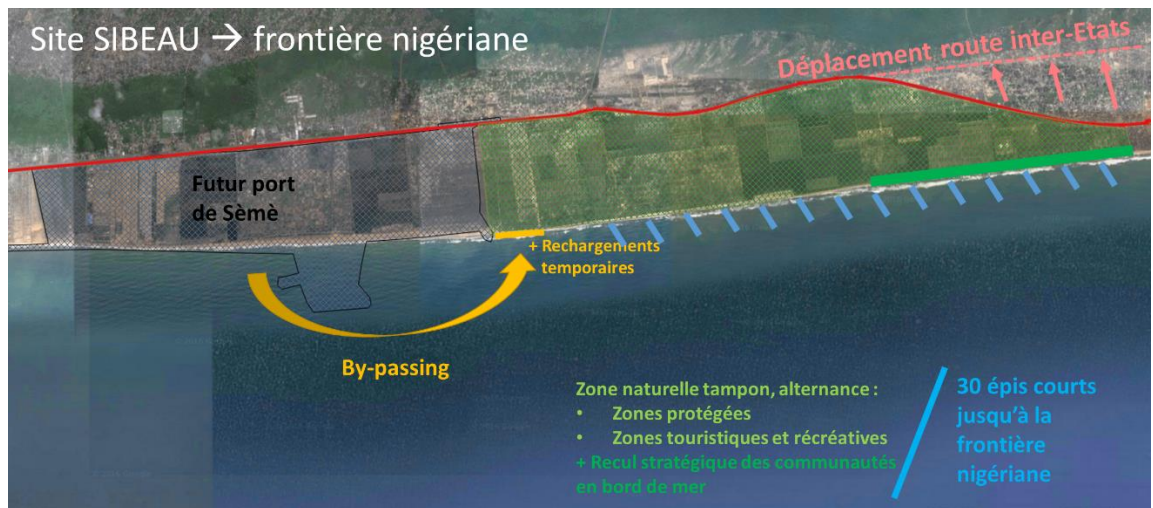 Site SIBEAU → frontière nigériane
Déplacement route inter-Etats
Futur port
de Sèmè
+ Rechargements
temporaires
By-passing
Zone naturelle tampon, alternance :
• Zones protégées
• Zones touristiques et récréatives
+ Recul stratégique des communautés
en bord de mer
30 épis courts
jusqu’à la
frontière
nigériane